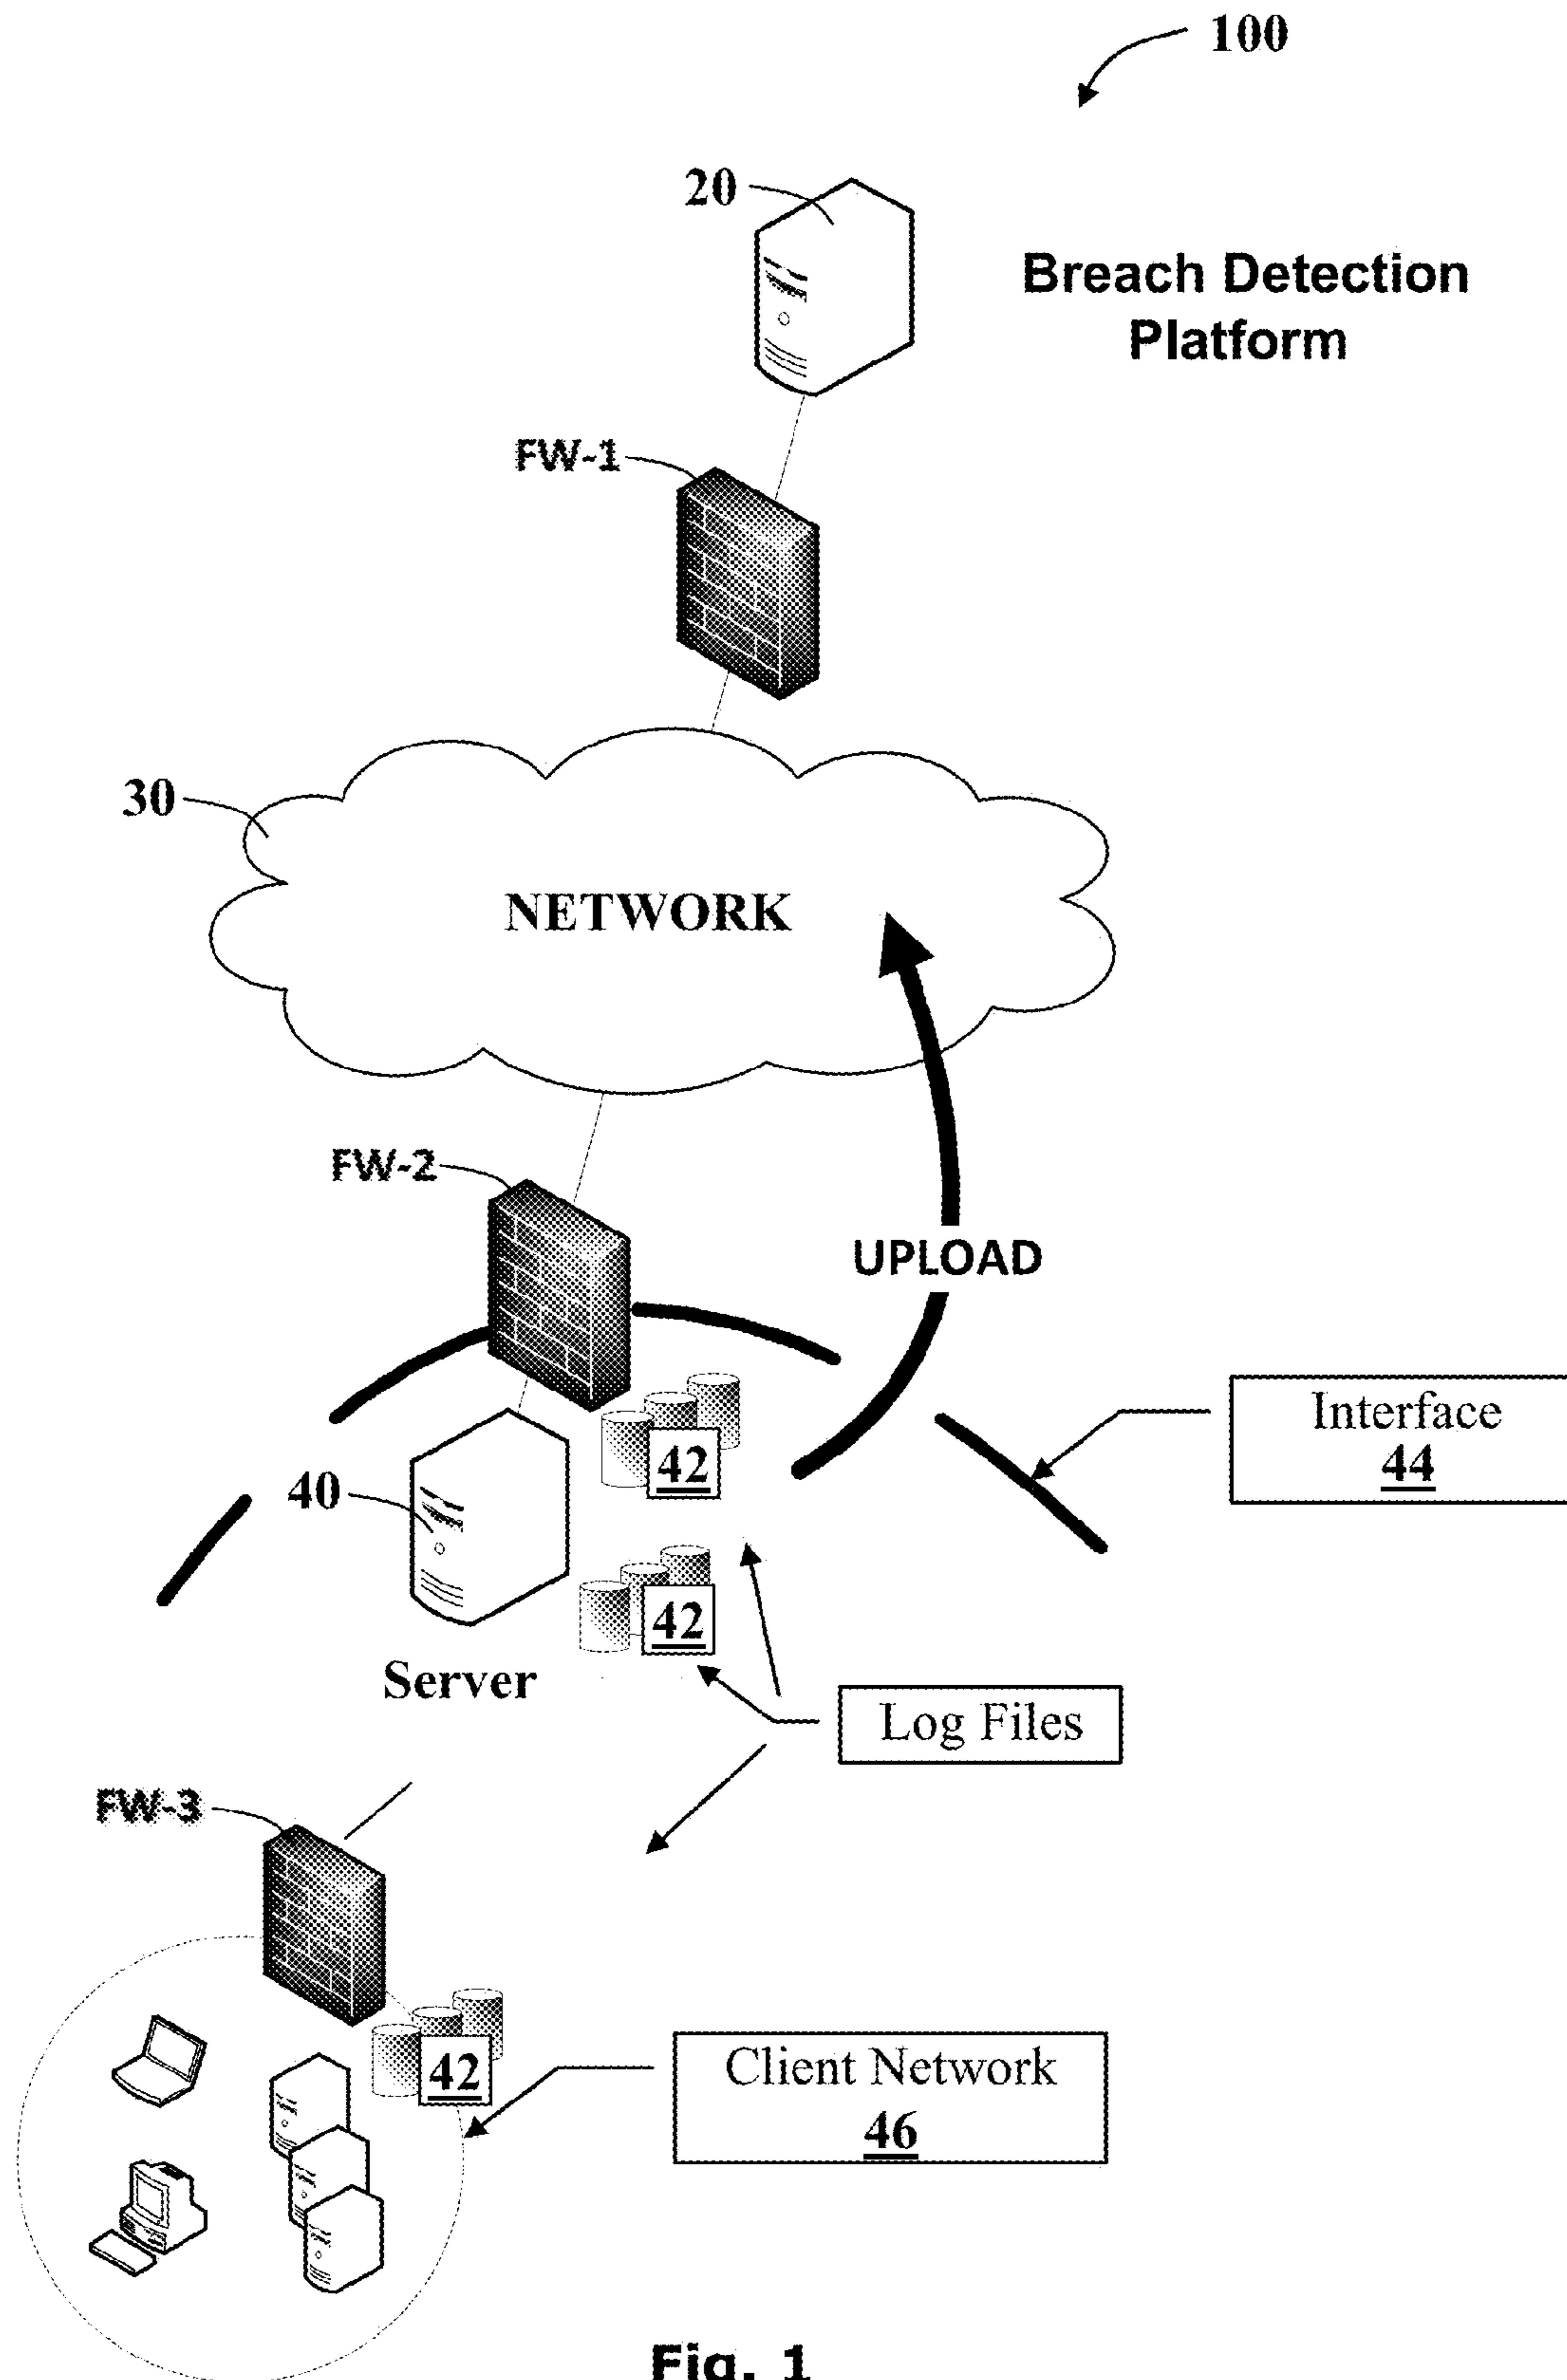 100
20
Breach Detection
Platform
FW-1
30
NETWORK
FW-2
UPLOAD
Interface
44
42
40
42
Server
Log Files
FW-3
42
Client Network
46
Fig. 1